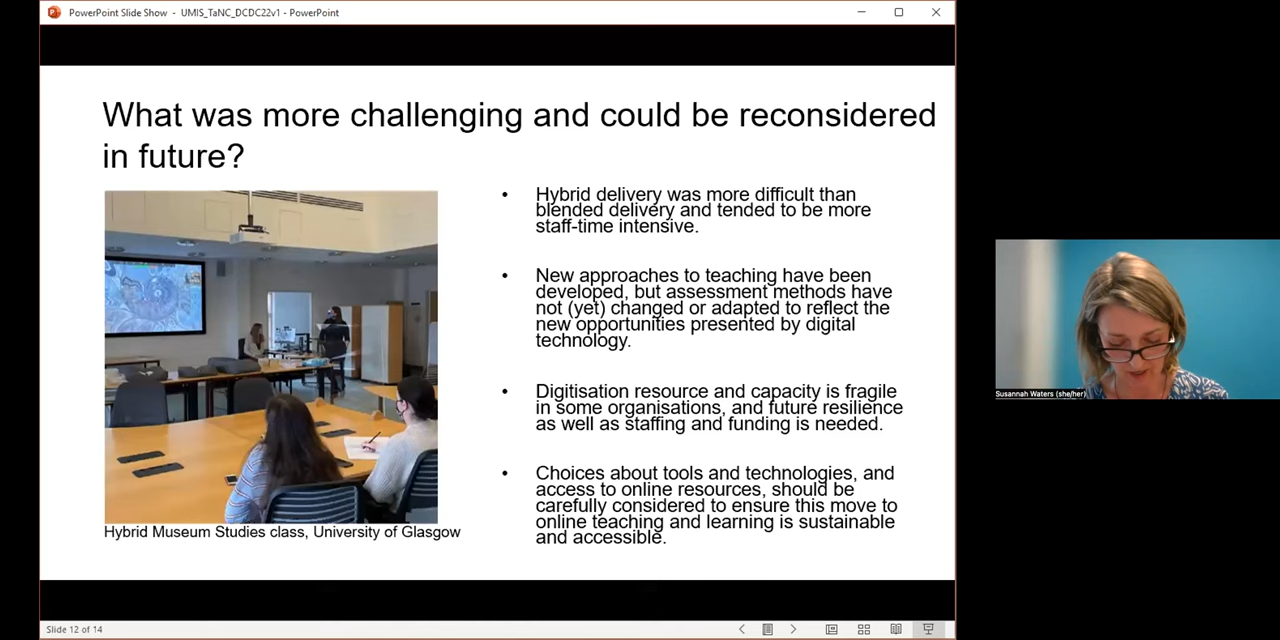 PowerPoint Slide Show - UMIS_TaNC_DCDC22v1 - PowerPoint
What was more challenging and could be reconsidered
in future?
• Hybrid delivery was more difficult than
blended delivery and tended to be more
staff-time intensive.
• New approaches to teaching have been
developed, but assessment methods have
not (yet) changed or adapted to reflect the
new opportunities presented by digital
technology.
• Digitisation resource and capacity is fragile
in some organisations, and future resilience
as well as staffing and funding is needed.
• Choices about tools and technologies, and
access to online resources, should be
carefully considered to ensure this move to
online teaching and learning is sustainable
and accessible.
Hybrid Museum Studies class, University of Glasgow
Susannah Waters (she/her)
Slide 12 of 14